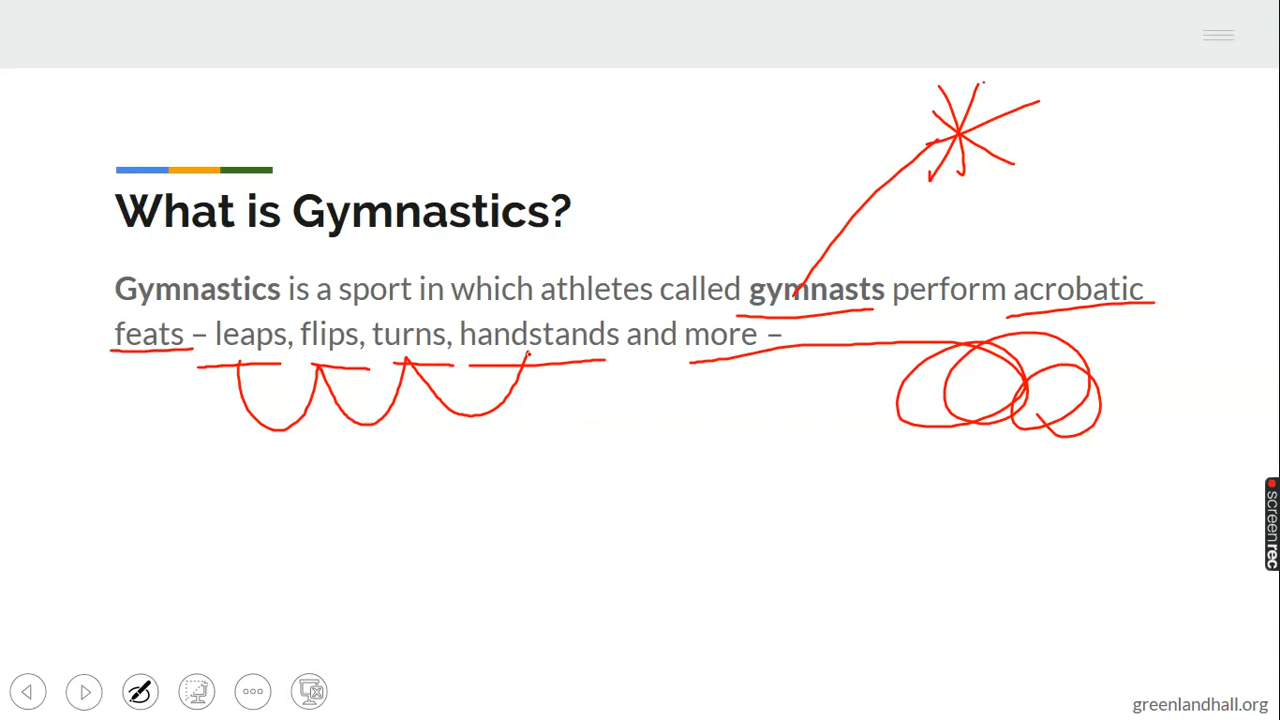 What is Gymnastics?
Gymnastics is a sport in which athletes called gymnasts perform acrobatic
feats – leaps, flips, turns, handstands and more –
screenrec
greenlandhall.org